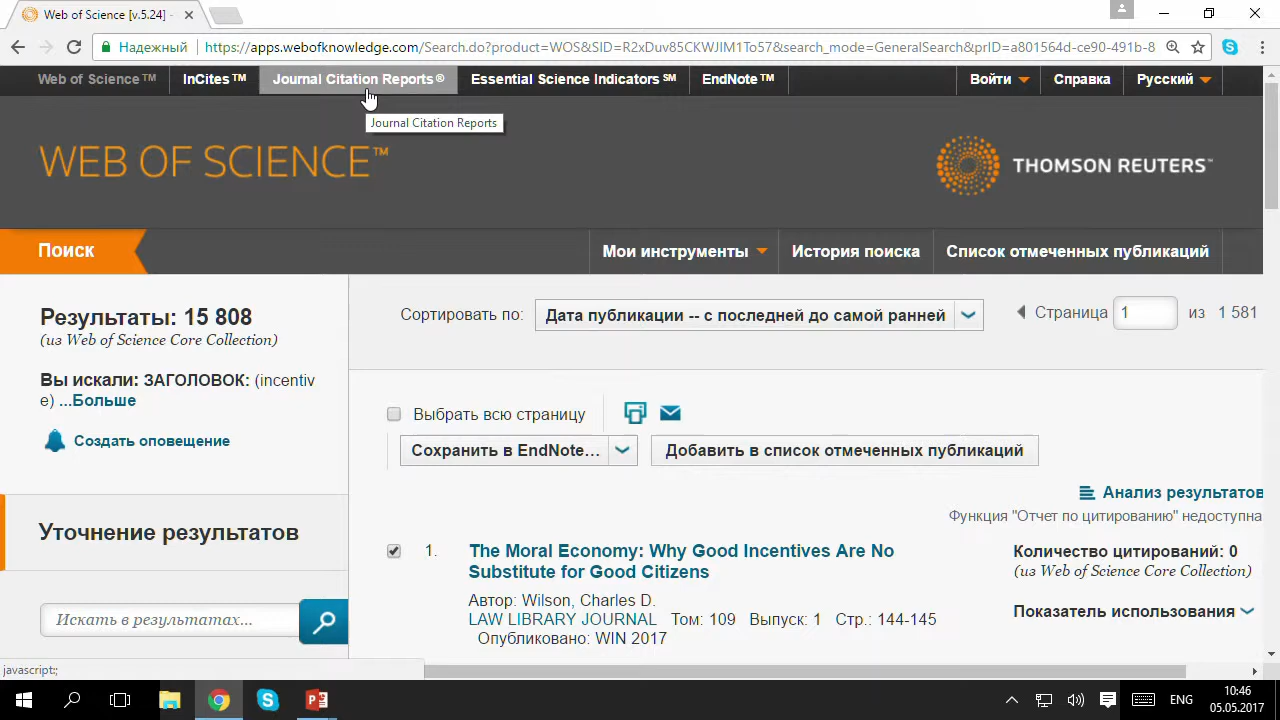 Web of Science [v.5.24] -
Надежный https://apps.webofknowledge.com/Search.do?product=WOS&SID=R2xDuv85CKWJIM1To57&search_mode=GeneralSearch&prID=a801564d-ce90-491b-8
Web of Science™ InCites™ Journal Citation Reports® Essential Science Indicators℠ EndNote™ Войти Справка Русский
Journal Citation Reports
WEB OF SCIENCE™ THOMSON REUTERS™
Поиск Мои инструменты История поиска Список отмеченных публикаций
Результаты: 15 808
(из Web of Science Core Collection)
Сортировать по: Дата публикации -- с последней до самой ранней Страница 1 из 1 581
Вы искали: ЗАГОЛОВОК: (incentiv
e) ...Больше
Создать оповещение
Выбрать всю страницу
Сохранить в EndNote... Добавить в список отмеченных публикаций
Анализ результатов
Функция "Отчет по цитированию" недоступна
Уточнение результатов
Искать в результатах...
1. The Moral Economy: Why Good Incentives Are No
Substitute for Good Citizens
Автор: Wilson, Charles D.
LAW LIBRARY JOURNAL Том: 109 Выпуск: 1 Стр.: 144-145
Опубликовано: WIN 2017
Количество цитирований: 0
(из Web of Science Core Collection)
Показатель использования
javascript:;
ENG 10:46
05.05.2017